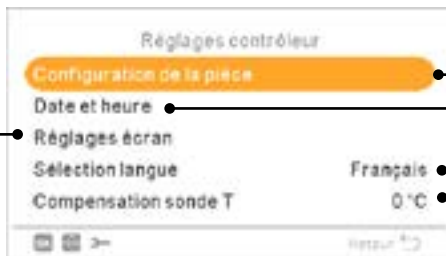 Réglages contrôleur
Configuration de la pièce
Date et heure
Réglages écran
Sélection langue Français
Compensation sonde T 0 °C
Retour